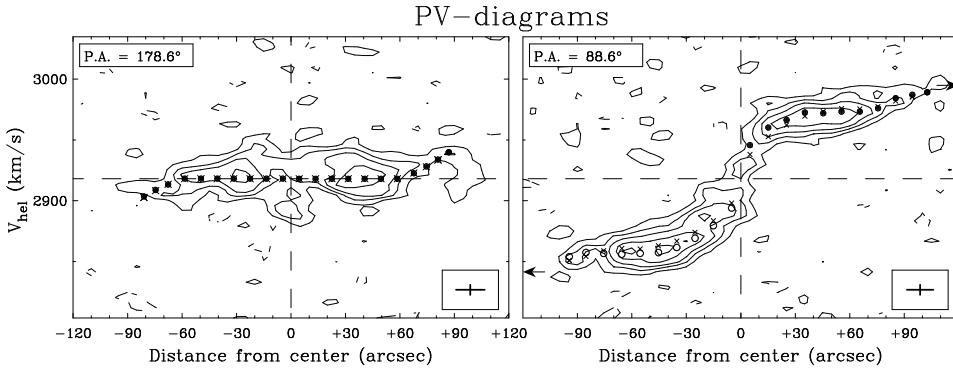 PV-diagrams
P.A. = 178.6°
P.A. = 88.6°
3000
2900
V_hel (km/s)
−120 −90 −60 −30 0 +30 +60 +90 +120
−90 −60 −30 0 +30 +60 +90
Distance from center (arcsec)
Distance from center (arcsec)